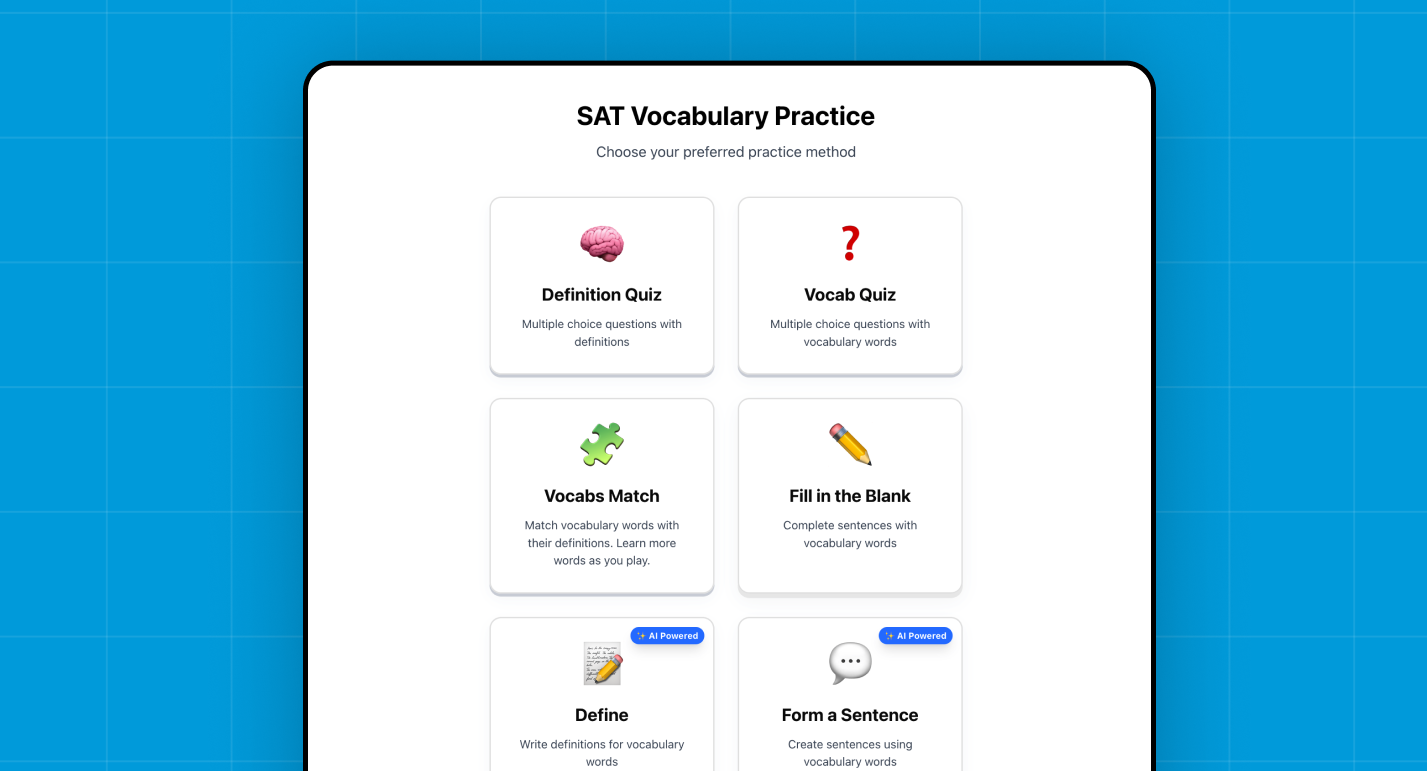 SAT Vocabulary Practice
Choose your preferred practice method
Definition Quiz
Multiple choice questions with
definitions
Vocab Quiz
Multiple choice questions with
vocabulary words
Vocabs Match
Match vocabulary words with
their definitions. Learn more
words as you play.
Fill in the Blank
Complete sentences with
vocabulary words
✨ AI Powered
Define
Write definitions for vocabulary
words
✨ AI Powered
Form a Sentence
Create sentences using
vocabulary words